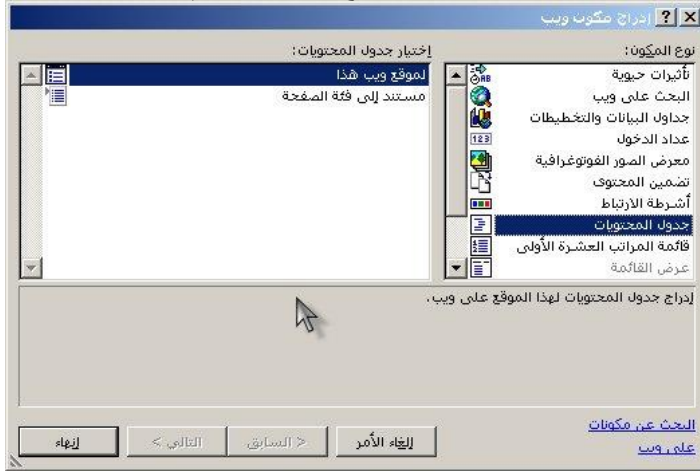 إدراج مكون ويب
نوع المكون:
تأثيرات حيوية
البحث على ويب
جداول البيانات والتخطيطات
123
عداد الدخول
معرض الصور الفوتوغرافية
تضمين المحتوى
أشرطة الارتباط
جدول المحتويات
قائمة المراتب العشرة الأولى
عرض القائمة
إختيار جدول المحتويات:
لموقع ويب هذا
مستند إلى فئة الصفحة
إدراج جدول المحتويات لهذا الموقع على ويب.
البحث عن مكونات
على ويب
إلغاء الأمر
< السابق
التالي >
إنهاء